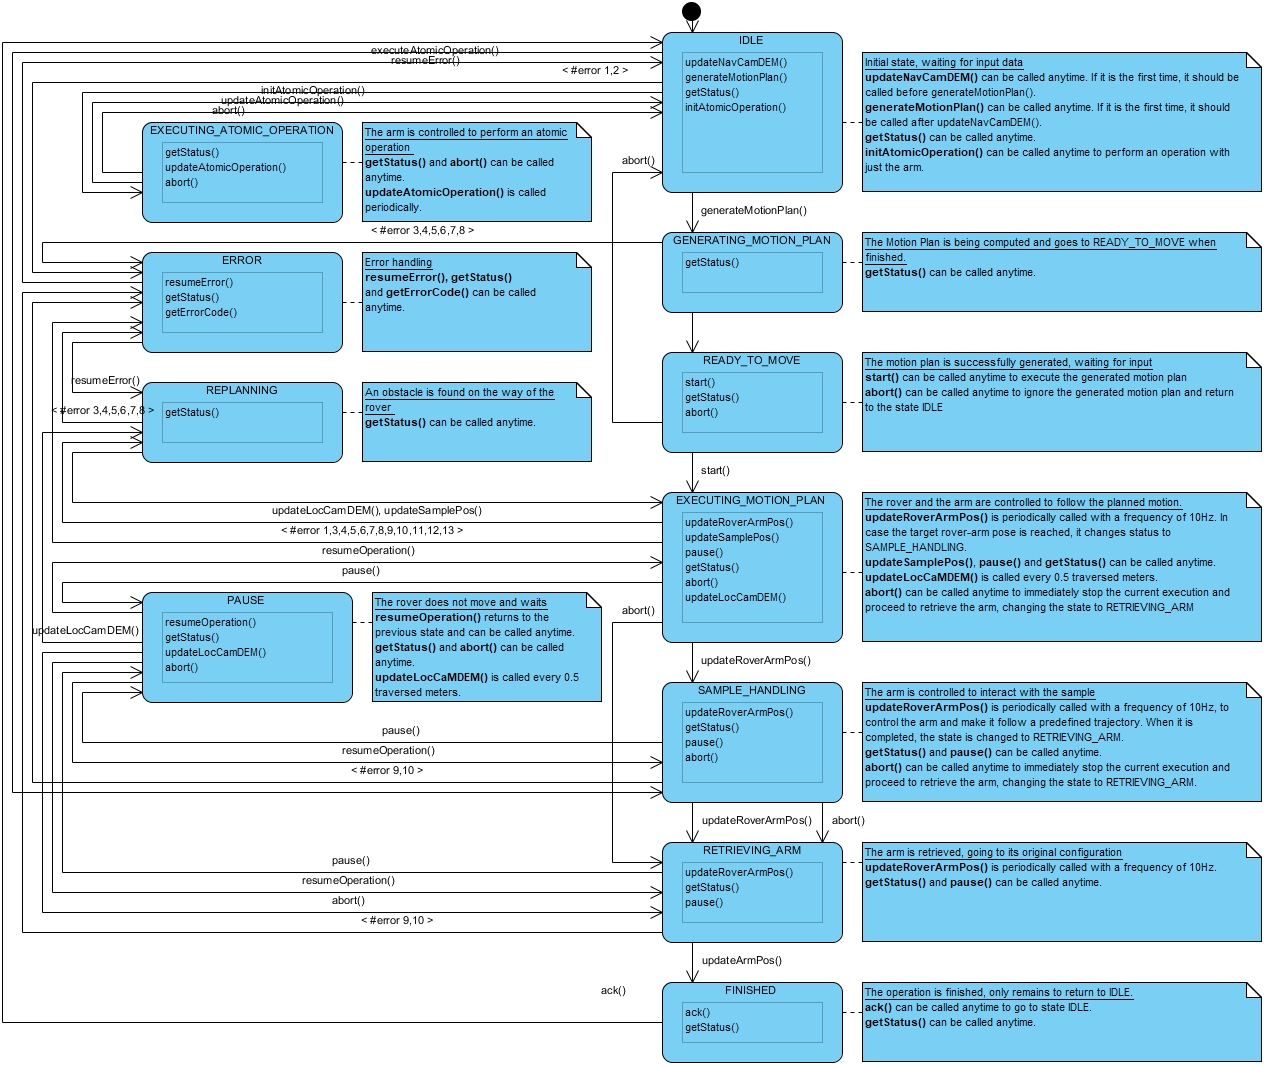 IDLE
updateNavCamDEM()
generateMotionPlan()
getStatus()
initAtomicOperation()
Initial state, waiting for input data
updateNavCamDEM() can be called anytime. If it is the first time, it should be
called before generateMotionPlan().
generateMotionPlan() can be called anytime. If it is the first time, it should
be called after updateNavCamDEM().
getStatus() can be called anytime.
initAtomicOperation() can be called anytime to perform an operation with
just the arm.
executeAtomicOperation()
resumeError()
< #error 1,2 >
initAtomicOperation()
updateAtomicOperation()
abort()
EXECUTING_ATOMIC_OPERATION
getStatus()
updateAtomicOperation()
abort()
The arm is controlled to perform an atomic
operation
getStatus() and abort() can be called
anytime.
updateAtomicOperation() is called
periodically.
abort()
generateMotionPlan()
< #error 3,4,5,6,7,8 >
GENERATING_MOTION_PLAN
getStatus()
The Motion Plan is being computed and goes to READY_TO_MOVE when
finished.
getStatus() can be called anytime.
ERROR
resumeError()
getStatus()
getErrorCode()
Error handling
resumeError(), getStatus()
and getErrorCode() can be called
anytime.
READY_TO_MOVE
start()
getStatus()
abort()
The motion plan is successfully generated, waiting for input
start() can be called anytime to execute the generated motion plan
abort() can be called anytime to ignore the generated motion plan and return
to the state IDLE
resumeError()
< #error 3,4,5,6,7,8 >
REPLANNING
getStatus()
An obstacle is found on the way of the
rover
getStatus() can be called anytime.
start()
EXECUTING_MOTION_PLAN
updateRoverArmPos()
updateSamplePos()
pause()
getStatus()
abort()
updateLocCamDEM()
The rover and the arm are controlled to follow the planned motion.
updateRoverArmPos() is periodically called with a frequency of 10Hz. In
case the target rover-arm pose is reached, it changes status to
SAMPLE_HANDLING.
updateSamplePos(), pause() and getStatus() can be called anytime.
updateLocCaMDEM() is called every 0.5 traversed meters.
abort() can be called anytime to immediately stop the current execution and
proceed to retrieve the arm, changing the state to RETRIEVING_ARM
updateLocCamDEM(), updateSamplePos()
< #error 1,3,4,5,6,7,8,9,10,11,12,13 >
resumeOperation()
pause()
PAUSE
resumeOperation()
getStatus()
updateLocCamDEM()
abort()
The rover does not move and waits
resumeOperation() returns to the
previous state and can be called anytime.
getStatus() and abort() can be called
anytime.
updateLocCaMDEM() is called every 0.5
traversed meters.
updateLocCamDEM()
abort()
updateRoverArmPos()
SAMPLE_HANDLING
updateRoverArmPos()
getStatus()
pause()
abort()
The arm is controlled to interact with the sample
updateRoverArmPos() is periodically called with a frequency of 10Hz, to
control the arm and make it follow a predefined trajectory. When it is
completed, the state is changed to RETRIEVING_ARM.
getStatus() and pause() can be called anytime.
abort() can be called anytime to immediately stop the current execution and
proceed to retrieve the arm, changing the state to RETRIEVING_ARM.
pause()
resumeOperation()
< #error 9,10 >
updateRoverArmPos()
abort()
RETRIEVING_ARM
updateRoverArmPos()
getStatus()
pause()
The arm is retrieved, going to its original configuration
updateRoverArmPos() is periodically called with a frequency of 10Hz.
getStatus() and pause() can be called anytime.
pause()
resumeOperation()
abort()
< #error 9,10 >
updateArmPos()
ack()
FINISHED
ack()
getStatus()
The operation is finished, only remains to return to IDLE.
ack() can be called anytime to go to state IDLE.
getStatus() can be called anytime.